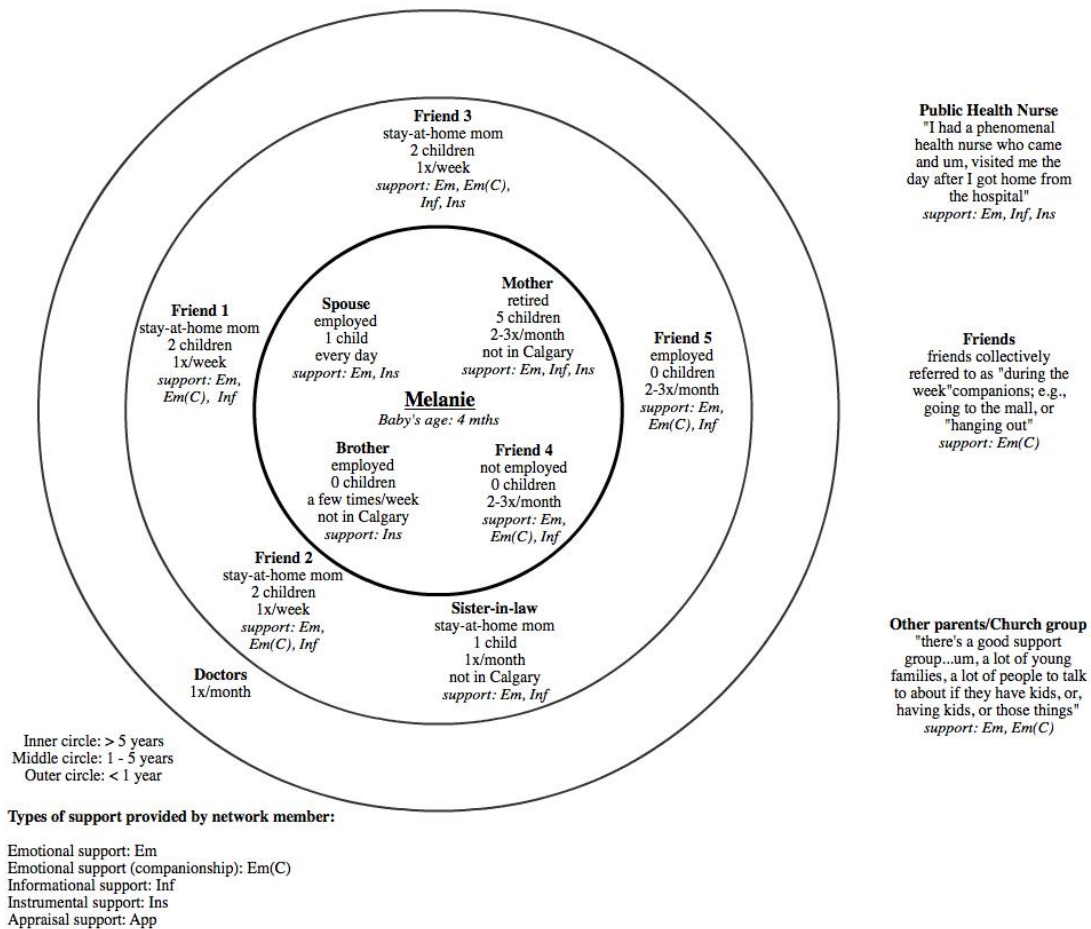 Friend 3
stay-at-home mom
2 children
1x/week
support: Em, Em(C),
Inf, Ins
Public Health Nurse
"I had a phenomenal
health nurse who came
and um, visited me the
day after I got home from
the hospital"
support: Em, Inf, Ins
Friend 1
stay-at-home mom
2 children
1x/week
support: Em,
Em(C), Inf
Spouse
employed
1 child
every day
support: Em, Ins
Mother
retired
5 children
2-3x/month
not in Calgary
support: Em, Inf, Ins
Friend 5
employed
0 children
2-3x/month
support: Em,
Em(C), Inf
Friends
friends collectively
referred to as "during the
week"companions; e.g.,
going to the mall, or
"hanging out"
support: Em(C)
Melanie
Baby's age: 4 mths
Brother
employed
0 children
a few times/week
not in Calgary
support: Ins
Friend 4
not employed
0 children
2-3x/month
support: Em,
Em(C), Inf
Friend 2
stay-at-home mom
2 children
1x/week
support: Em,
Em(C), Inf
Sister-in-law
stay-at-home mom
1 child
1x/month
not in Calgary
support: Em, Inf
Doctors
1x/month
Other parents/Church group
"there's a good support
group...um, a lot of young
families, a lot of people to talk
to about if they have kids, or,
having kids, or those things"
support: Em, Em(C)
Inner circle: > 5 years
Middle circle: 1 - 5 years
Outer circle: < 1 year
Types of support provided by network member:
Emotional support: Em
Emotional support (companionship): Em(C)
Informational support: Inf
Instrumental support: Ins
Appraisal support: App